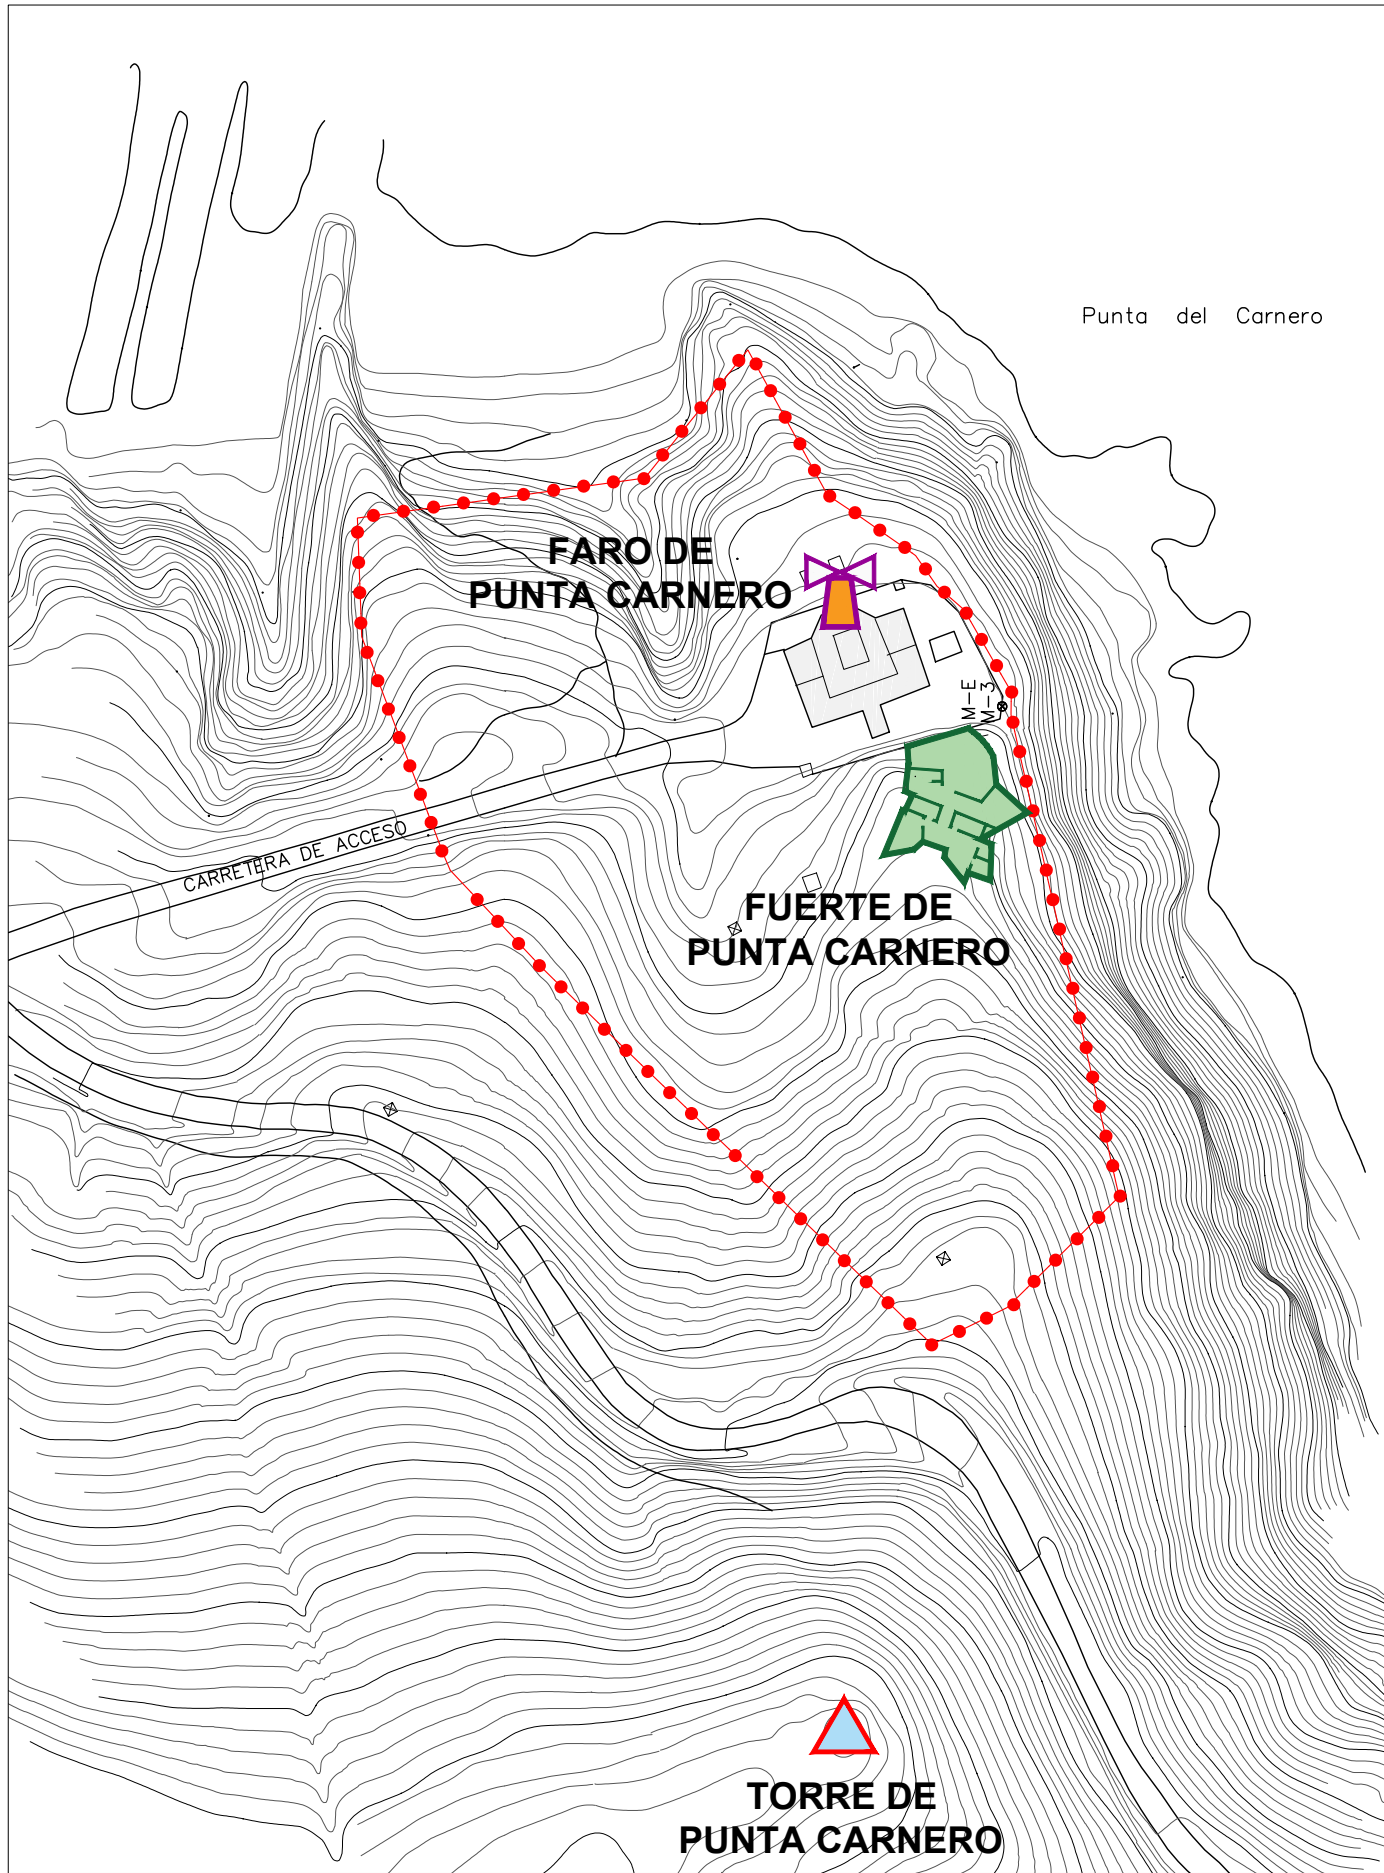 Punta del Carnero
FARO DE
PUNTA CARNERO
M-E
M-3
CARRETERA DE ACCESO
FUERTE DE
PUNTA CARNERO
TORRE DE
PUNTA CARNERO